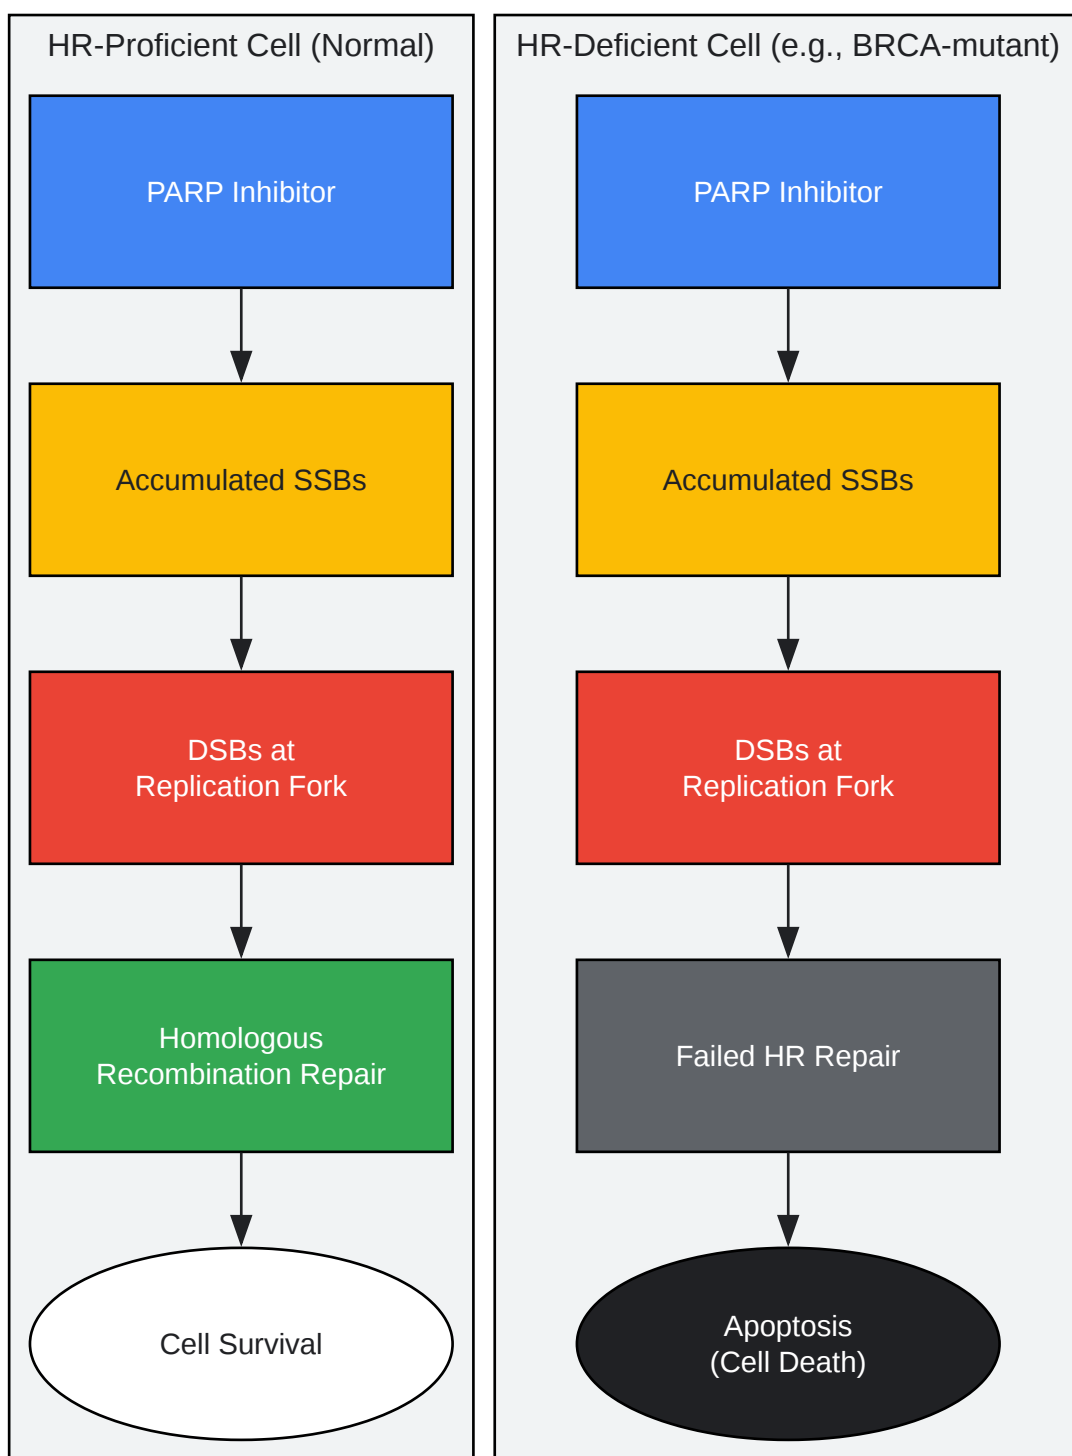 HR-Proficient Cell (Normal)
PARP Inhibitor
Accumulated SSBs
DSBs at
Replication Fork
Homologous
Recombination Repair
Cell Survival
HR-Deficient Cell (e.g., BRCA-mutant)
PARP Inhibitor
Accumulated SSBs
DSBs at
Replication Fork
Failed HR Repair
Apoptosis
(Cell Death)